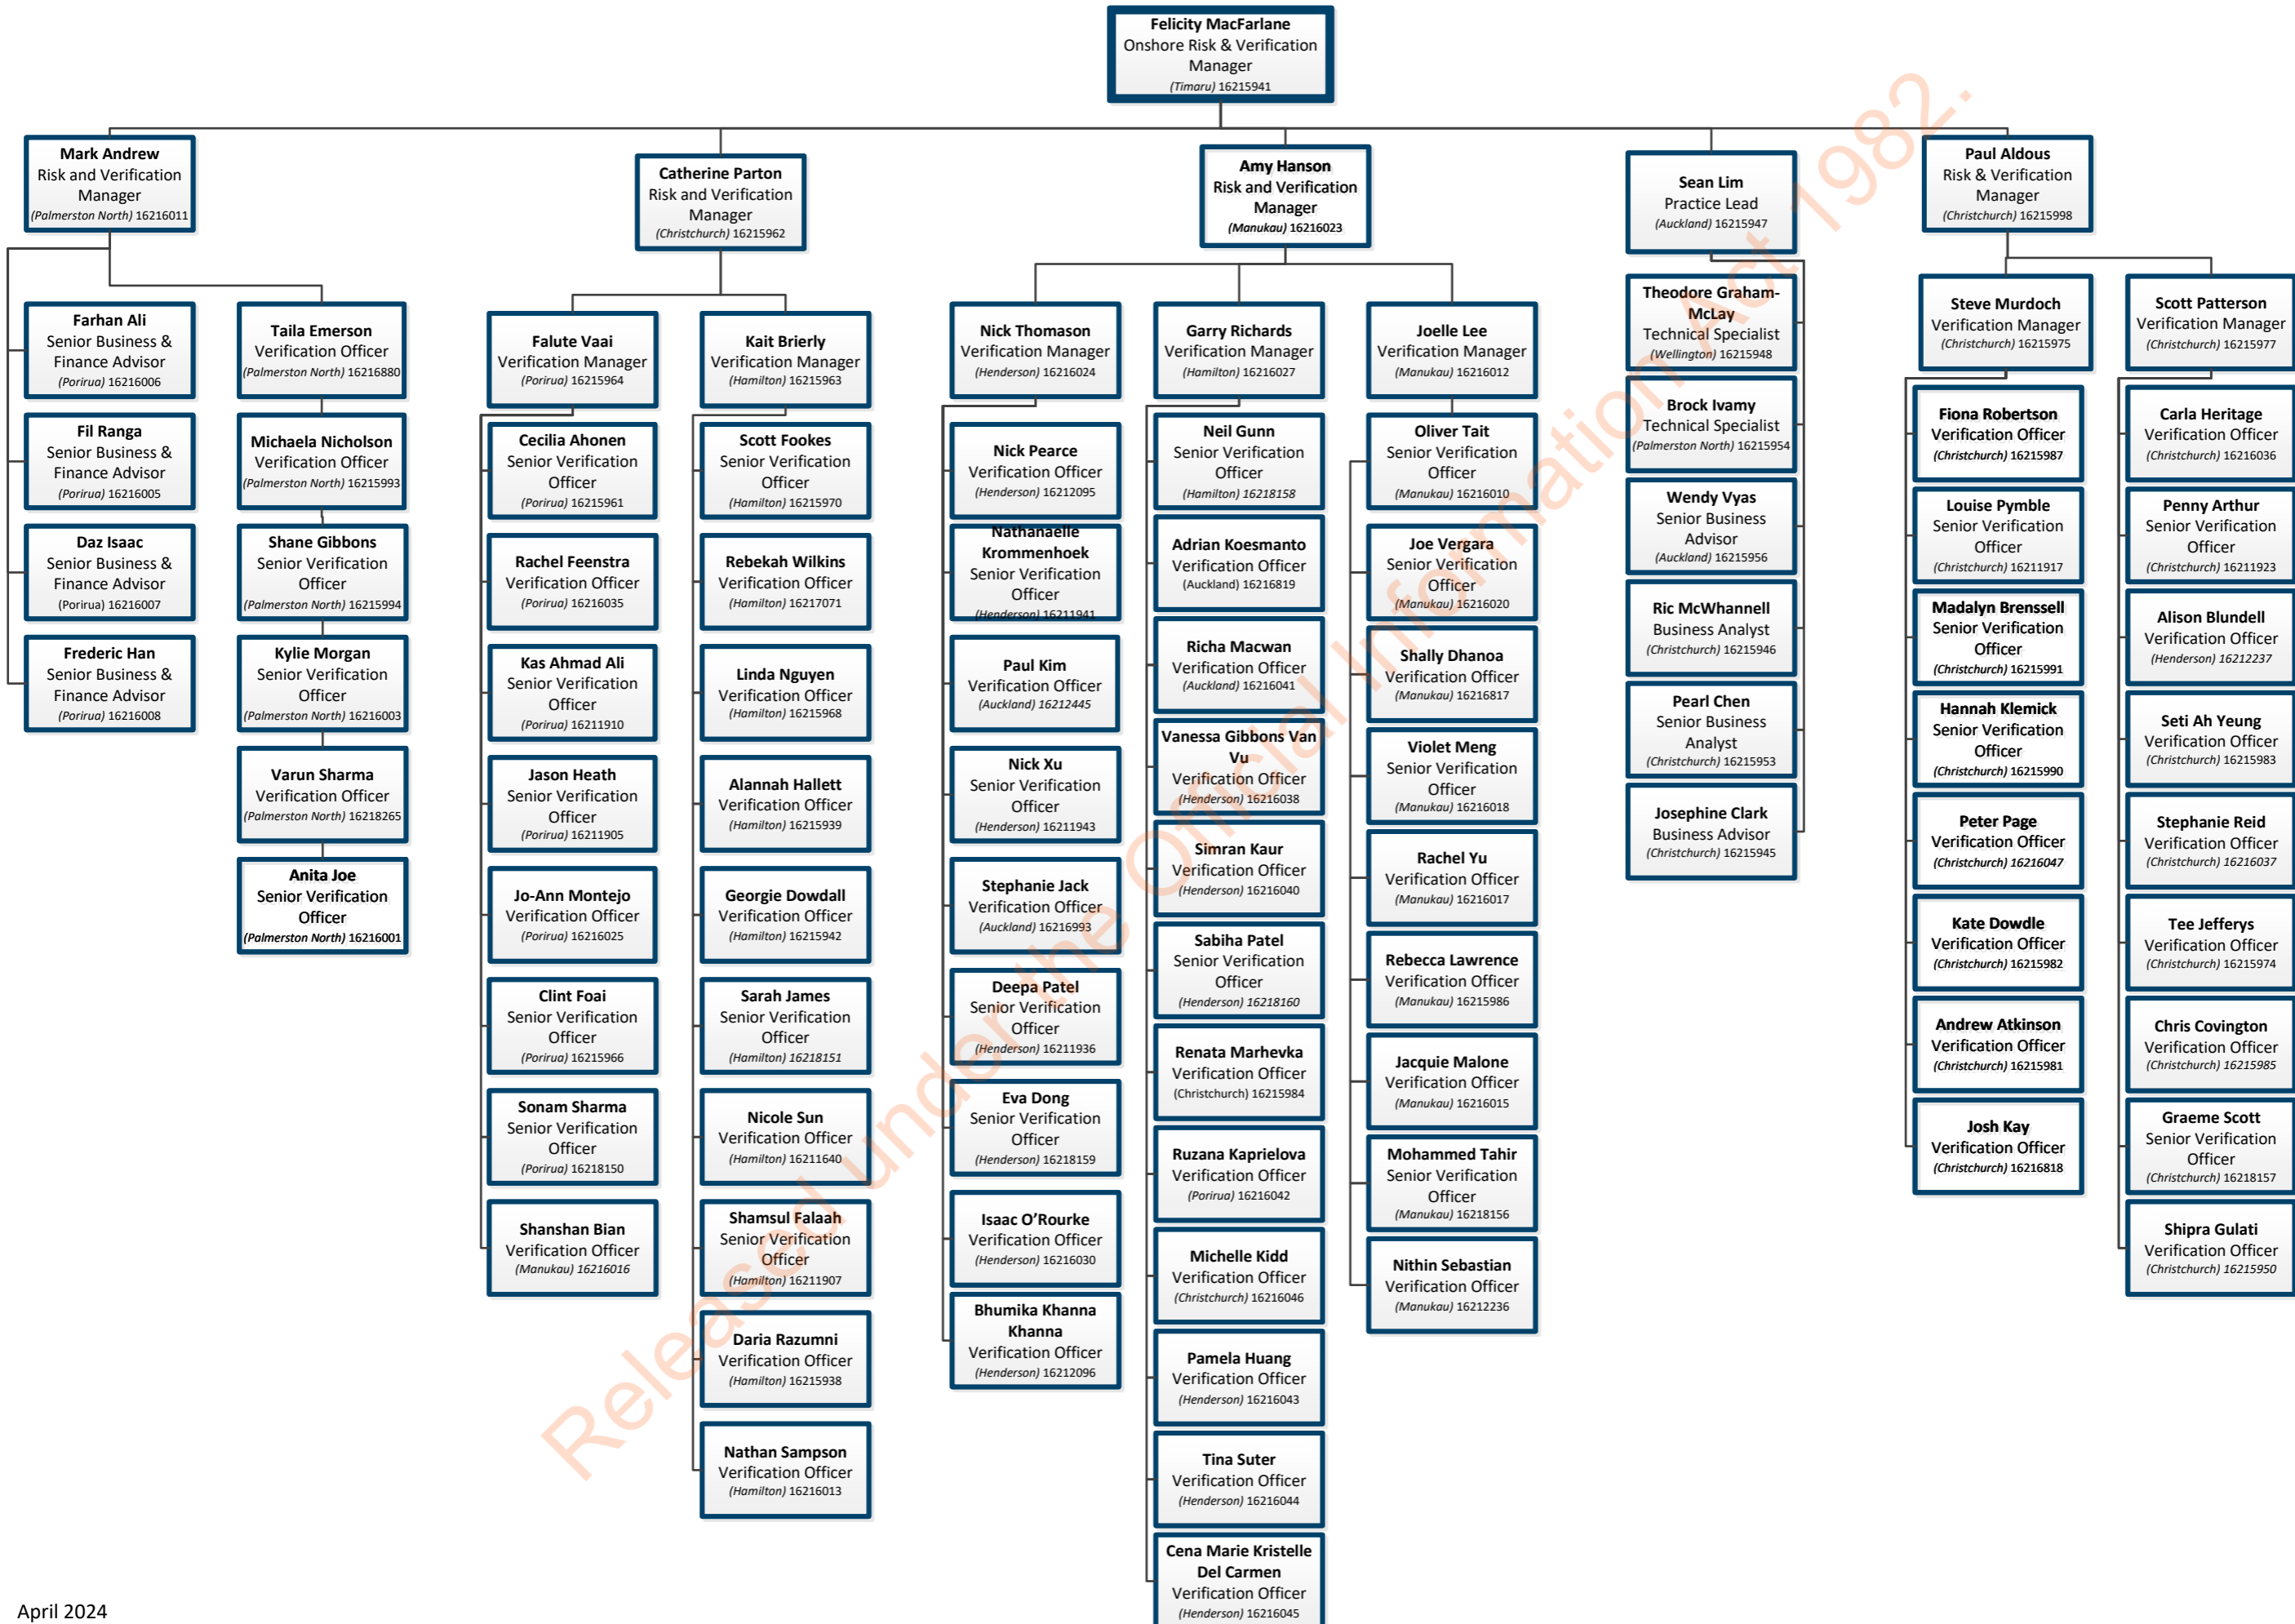 Felicity MacFarlane
Onshore Risk & Verification
Manager
(Timaru) 16215941
Mark Andrew
Risk and Verification
Manager
(Palmerston North) 16216011
Farhan Ali
Senior Business &
Finance Advisor
(Porirua) 16216006
Fil Ranga
Senior Business &
Finance Advisor
(Porirua) 16216005
Daz Isaac
Senior Business &
Finance Advisor
(Porirua) 16216007
Frederic Han
Senior Business &
Finance Advisor
(Porirua) 16216008
Taila Emerson
Verification Officer
(Palmerston North) 16216880
Michaela Nicholson
Verification Officer
(Palmerston North) 16215993
Shane Gibbons
Senior Verification
Officer
(Palmerston North) 16215994
Kylie Morgan
Senior Verification
Officer
(Palmerston North) 16216003
Varun Sharma
Verification Officer
(Palmerston North) 16218265
Anita Joe
Senior Verification
Officer
(Palmerston North) 16216001
Catherine Parton
Risk and Verification
Manager
(Christchurch) 16215962
Falute Vaai
Verification Manager
(Porirua) 16215964
Cecilia Ahonen
Senior Verification
Officer
(Porirua) 16215961
Rachel Feenstra
Verification Officer
(Porirua) 16216035
Kas Ahmad Ali
Senior Verification
Officer
(Porirua) 16211910
Jason Heath
Senior Verification
Officer
(Porirua) 16211905
Jo-Ann Montejo
Verification Officer
(Porirua) 16216025
Clint Foai
Senior Verification
Officer
(Porirua) 16215966
Sonam Sharma
Senior Verification
Officer
(Porirua) 16218150
Shanshan Bian
Verification Officer
(Manukau) 16216016
Kait Brierly
Verification Manager
(Hamilton) 16215963
Scott Fookes
Senior Verification
Officer
(Hamilton) 16215970
Rebekah Wilkins
Verification Officer
(Hamilton) 16217071
Linda Nguyen
Verification Officer
(Hamilton) 16215968
Alannah Hallett
Verification Officer
(Hamilton) 16215939
Georgie Dowdall
Verification Officer
(Hamilton) 16215942
Sarah James
Senior Verification
Officer
(Hamilton) 16218151
Nicole Sun
Verification Officer
(Hamilton) 16211640
Shamsul Falaah
Senior Verification
Officer
(Hamilton) 16211907
Daria Razumni
Verification Officer
(Hamilton) 16215938
Nathan Sampson
Verification Officer
(Hamilton) 16216013
Amy Hanson
Risk and Verification
Manager
(Manukau) 16216023
Nick Thomason
Verification Manager
(Henderson) 16216024
Nick Pearce
Verification Officer
(Henderson) 16212095
Nathanaelle
Krommenhoek
Senior Verification
Officer
(Henderson) 16211941
Paul Kim
Verification Officer
(Auckland) 16212445
Nick Xu
Senior Verification
Officer
(Henderson) 16211943
Stephanie Jack
Verification Officer
(Auckland) 16216993
Deepa Patel
Senior Verification
Officer
(Henderson) 16211936
Eva Dong
Senior Verification
Officer
(Henderson) 16218159
Isaac O’Rourke
Verification Officer
(Henderson) 16216030
Bhumika Khanna
Khanna
Verification Officer
(Henderson) 16212096
Garry Richards
Verification Manager
(Hamilton) 16216027
Neil Gunn
Senior Verification
Officer
(Hamilton) 16218158
Adrian Koesmanto
Verification Officer
(Auckland) 16216819
Richa Macwan
Verification Officer
(Auckland) 16216041
Vanessa Gibbons Van
Vu
Verification Officer
(Henderson) 16216038
Simran Kaur
Verification Officer
(Henderson) 16216040
Sabiha Patel
Senior Verification
Officer
(Henderson) 16218160
Renata Marhevka
Verification Officer
(Christchurch) 16215984
Ruzana Kaprielova
Verification Officer
(Porirua) 16216042
Michelle Kidd
Verification Officer
(Christchurch) 16216046
Pamela Huang
Verification Officer
(Henderson) 16216043
Tina Suter
Verification Officer
(Henderson) 16216044
Cena Marie Kristelle
Del Carmen
Verification Officer
(Henderson) 16216045
Joelle Lee
Verification Manager
(Manukau) 16216012
Oliver Tait
Senior Verification
Officer
(Manukau) 16216010
Joe Vergara
Senior Verification
Officer
(Manukau) 16216020
Shally Dhanoa
Verification Officer
(Manukau) 16216817
Violet Meng
Senior Verification
Officer
(Manukau) 16216018
Rachel Yu
Verification Officer
(Manukau) 16216017
Rebecca Lawrence
Verification Officer
(Manukau) 16215986
Jacquie Malone
Verification Officer
(Manukau) 16216015
Mohammed Tahir
Senior Verification
Officer
(Manukau) 16218156
Nithin Sebastian
Verification Officer
(Manukau) 16212236
Sean Lim
Practice Lead
(Auckland) 16215947
Theodore Graham-
McLay
Technical Specialist
(Wellington) 16215948
Brock Ivamy
Technical Specialist
(Palmerston North) 16215954
Wendy Vyas
Senior Business
Advisor
(Auckland) 16215956
Ric McWhannell
Business Analyst
(Christchurch) 16215946
Pearl Chen
Senior Business
Analyst
(Christchurch) 16215953
Josephine Clark
Business Advisor
(Christchurch) 16215945
Paul Aldous
Risk & Verification
Manager
(Christchurch) 16215998
Steve Murdoch
Verification Manager
(Christchurch) 16215975
Fiona Robertson
Verification Officer
(Christchurch) 16215987
Louise Pymble
Senior Verification
Officer
(Christchurch) 16211917
Madalyn Brenssell
Senior Verification
Officer
(Christchurch) 16215991
Hannah Klemick
Senior Verification
Officer
(Christchurch) 16215990
Peter Page
Verification Officer
(Christchurch) 16216047
Kate Dowdle
Verification Officer
(Christchurch) 16215982
Andrew Atkinson
Verification Officer
(Christchurch) 16215981
Josh Kay
Verification Officer
(Christchurch) 16216818
Scott Patterson
Verification Manager
(Christchurch) 16215977
Carla Heritage
Verification Officer
(Christchurch) 16216036
Penny Arthur
Senior Verification
Officer
(Christchurch) 16211923
Alison Blundell
Verification Officer
(Henderson) 16212237
Seti Ah Yeung
Verification Officer
(Christchurch) 16215983
Stephanie Reid
Verification Officer
(Christchurch) 16216037
Tee Jefferys
Verification Officer
(Christchurch) 16215974
Chris Covington
Verification Officer
(Christchurch) 16215985
Graeme Scott
Senior Verification
Officer
(Christchurch) 16218157
Shipra Gulati
Verification Officer
(Christchurch) 16215950
Released under the Official Information Act 1982.
April 2024